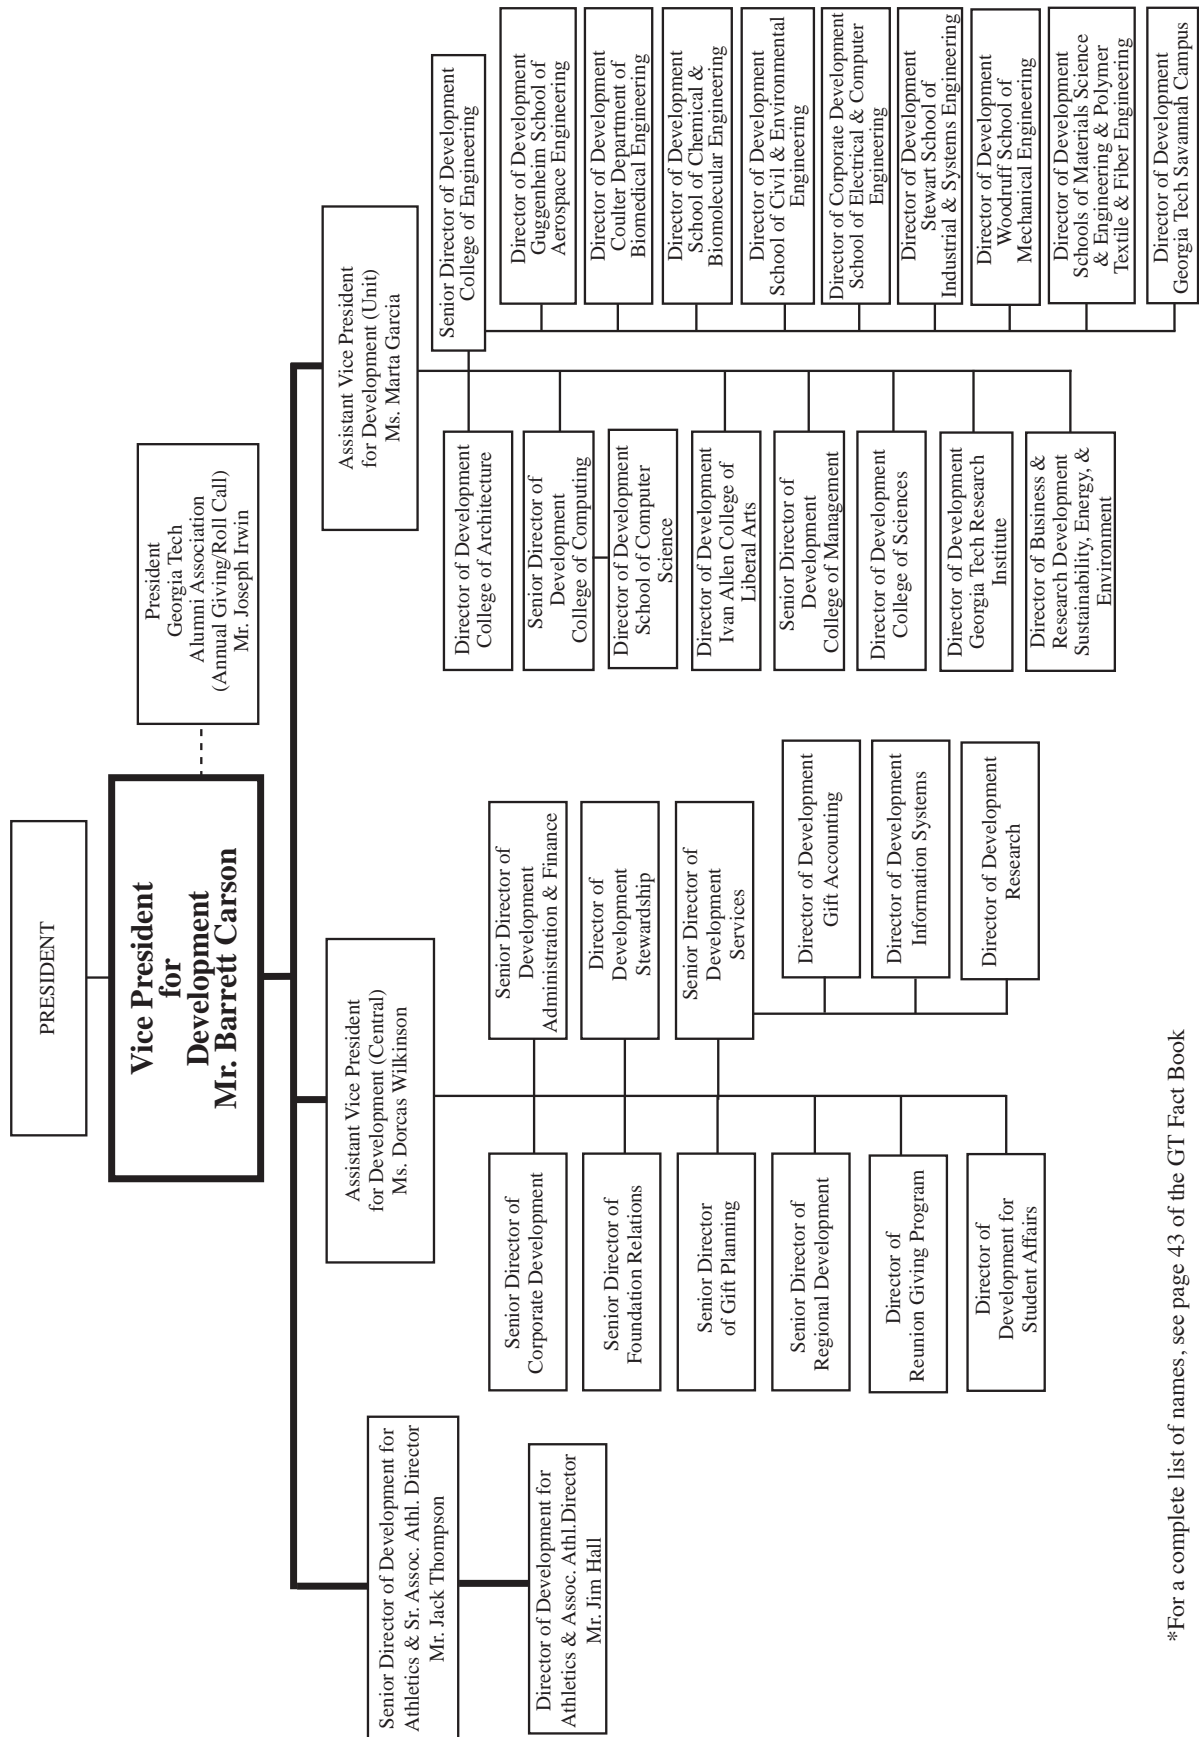 PRESIDENT
Vice President
for
Development
Mr. Barrett Carson
President
Georgia Tech
Alumni Association
(Annual Giving/Roll Call)
Mr. Joseph Irwin
Senior Director of Development for
Athletics & Sr. Assoc. Athl. Director
Mr. Jack Thompson
Director of Development for
Athletics & Assoc. Athl.Director
Mr. Jim Hall
Assistant Vice President
for Development (Central)
Ms. Dorcas Wilkinson
Senior Director of
Corporate Development
Senior Director of
Foundation Relations
Senior Director
of Gift Planning
Senior Director of
Regional Development
Director of
Reunion Giving Program
Director of
Development for
Student Affairs
Senior Director of
Development
Administration & Finance
Director of
Development
Stewardship
Senior Director of
Development
Services
Director of Development
Gift Accounting
Director of Development
Information Systems
Director of Development
Research
Assistant Vice President
for Development (Unit)
Ms. Marta Garcia
Director of Development
College of Architecture
Senior Director of
Development
College of Computing
Director of Development
School of Computer
Science
Director of Development
Ivan Allen College of
Liberal Arts
Senior Director of
Development
College of Management
Director of Development
College of Sciences
Director of Development
Georgia Tech Research
Institute
Director of Business &
Research Development
Sustainability, Energy, &
Environment
Senior Director of Development
College of Engineering
Director of Development
Guggenheim School of
Aerospace Engineering
Director of Development
Coulter Department of
Biomedical Engineering
Director of Development
School of Chemical &
Biomolecular Engineering
Director of Development
School of Civil & Environmental
Engineering
Director of Corporate Development
School of Electrical & Computer
Engineering
Director of Development
Stewart School of
Industrial & Systems Engineering
Director of Development
Woodruff School of
Mechanical Engineering
Director of Development
Schools of Materials Science
& Engineering & Polymer
Textile & Fiber Engineering
Director of Development
Georgia Tech Savannah Campus
*For a complete list of names, see page 43 of the GT Fact Book